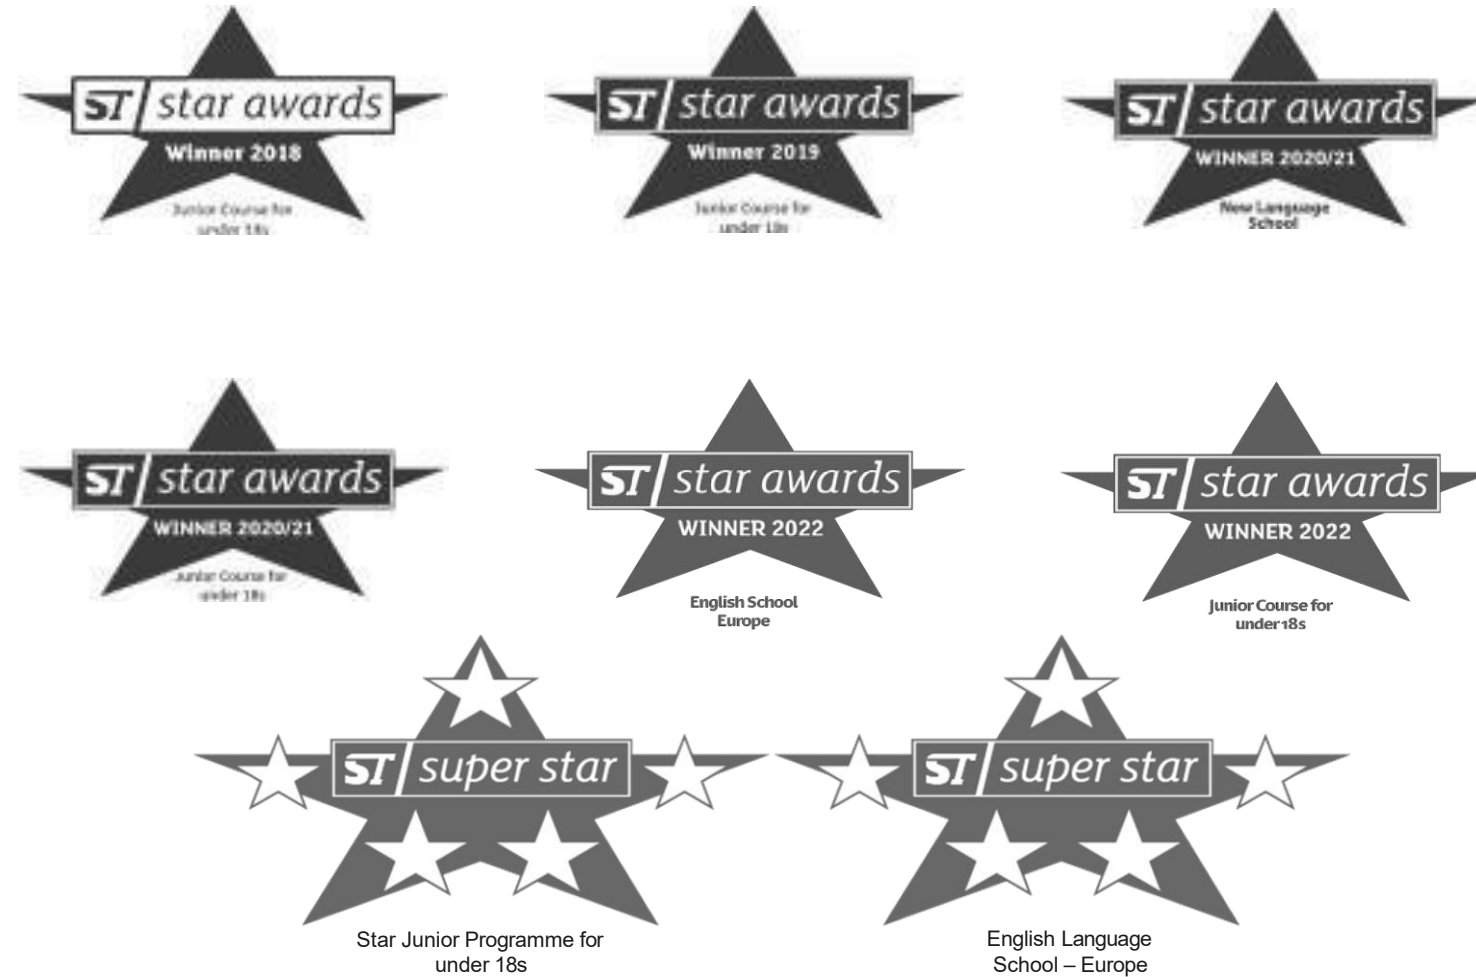 ST star awards
Winner 2018
Junior Course for
under 18s
ST star awards
Winner 2019
Junior Course for
under 18s
ST star awards
WINNER 2020/21
New Language
School
ST star awards
WINNER 2020/21
Junior Course for
under 18s
ST star awards
WINNER 2022
English School
Europe
ST star awards
WINNER 2022
Junior Course for
under 18s
ST super star
Star Junior Programme for
under 18s
ST super star
English Language
School – Europe